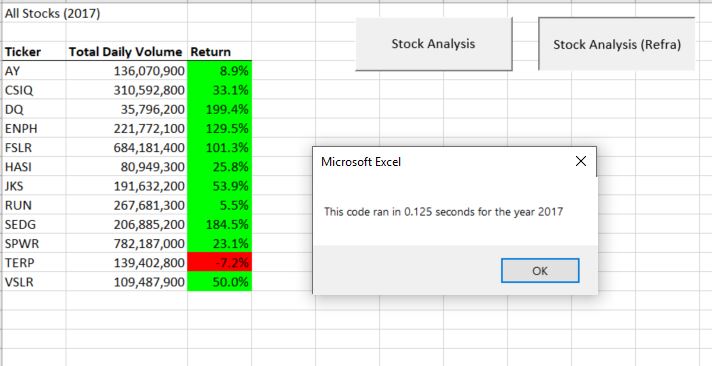 All Stocks (2017)
Stock Analysis
Stock Analysis (Refra)
Ticker Total Daily Volume Return
AY 136,070,900 8.9%
CSIQ 310,592,800 33.1%
DQ 35,796,200 199.4%
ENPH 221,772,100 129.5%
FSLR 684,181,400 101.3%
HASI 80,949,300 25.8%
JKS 191,632,200 53.9%
RUN 267,681,300 5.5%
SEDG 206,885,200 184.5%
SPWR 782,187,000 23.1%
TERP 139,402,800 -7.2%
VSLR 109,487,900 50.0%
Microsoft Excel
This code ran in 0.125 seconds for the year 2017
OK